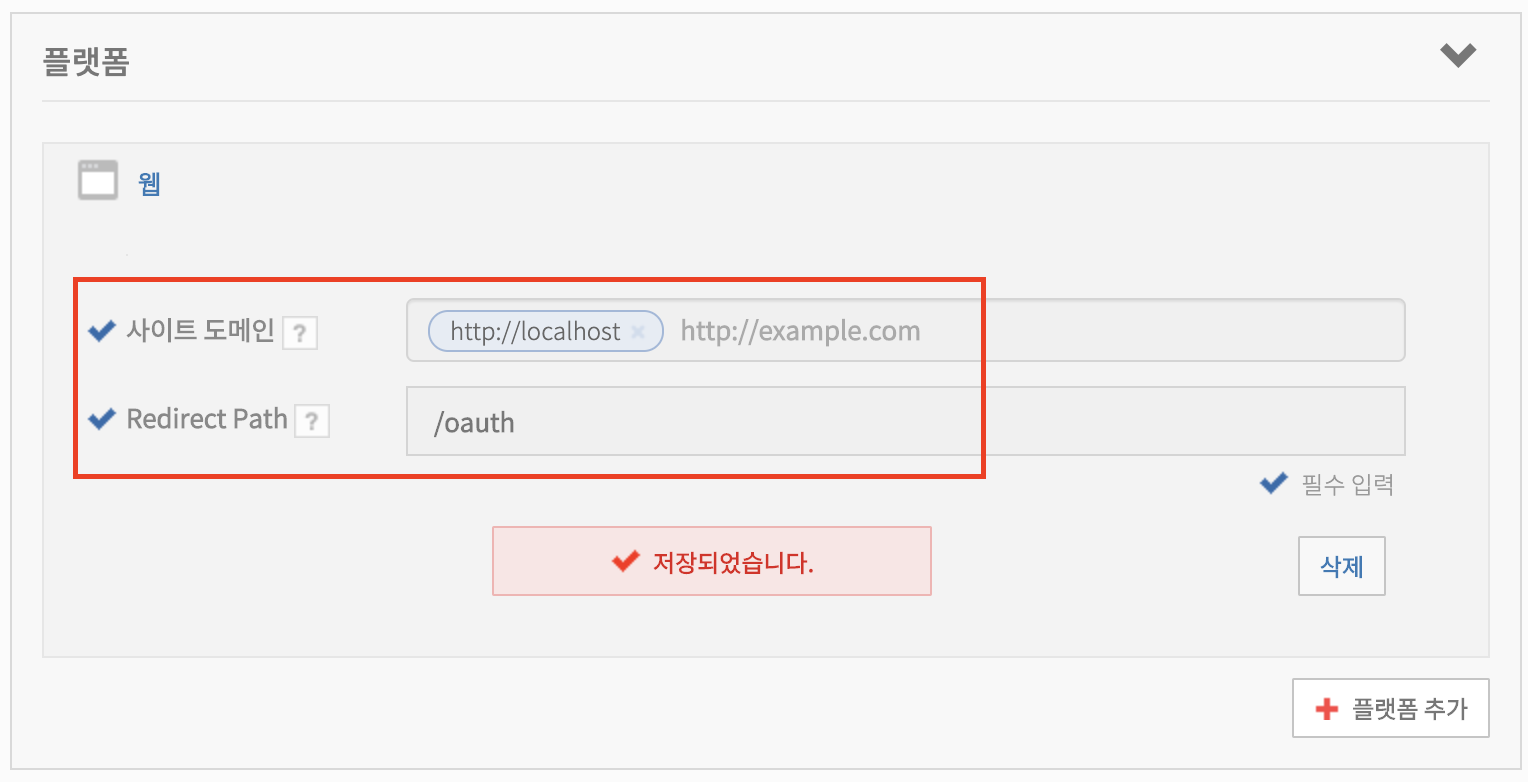 플랫폼
웹
사이트 도메인 ? http://localhost × http://example.com
Redirect Path ? /oauth
필수 입력
저장되었습니다.
삭제
플랫폼 추가